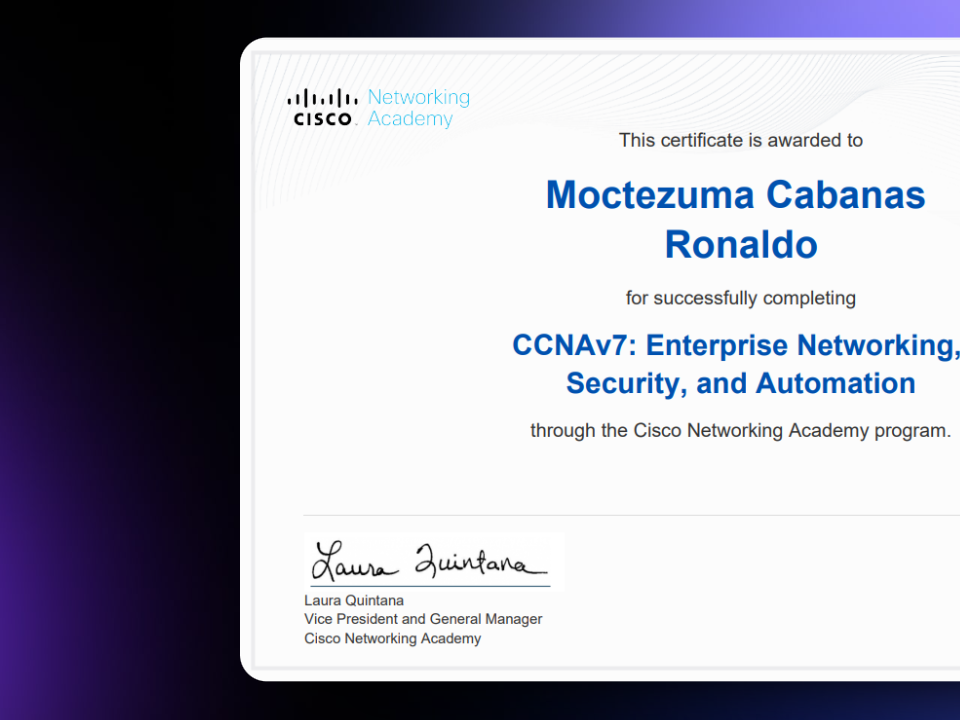 Networking
CISCO Academy
This certificate is awarded to
Moctezuma Cabanas
Ronaldo
for successfully completing
CCNAv7: Enterprise Networking,
Security, and Automation
through the Cisco Networking Academy program.
Laura Quintana
Laura Quintana
Vice President and General Manager
Cisco Networking Academy